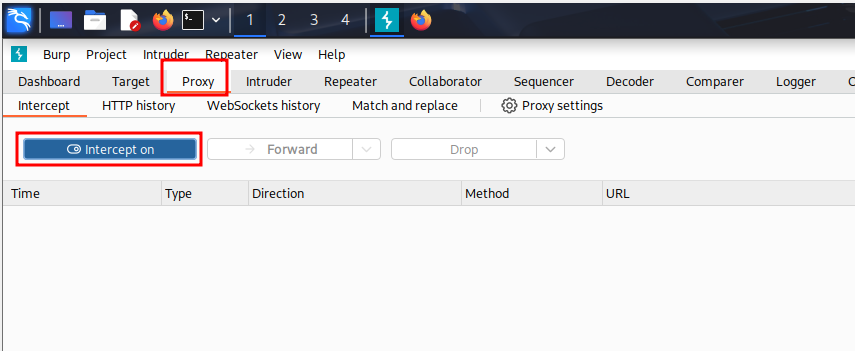 1 2 3 4
Burp Project Intruder Repeater View Help
Dashboard Target Proxy Intruder Repeater Collaborator Sequencer Decoder Comparer Logger
Intercept HTTP history WebSockets history Match and replace Proxy settings
Intercept on Forward Drop
Time Type Direction Method URL